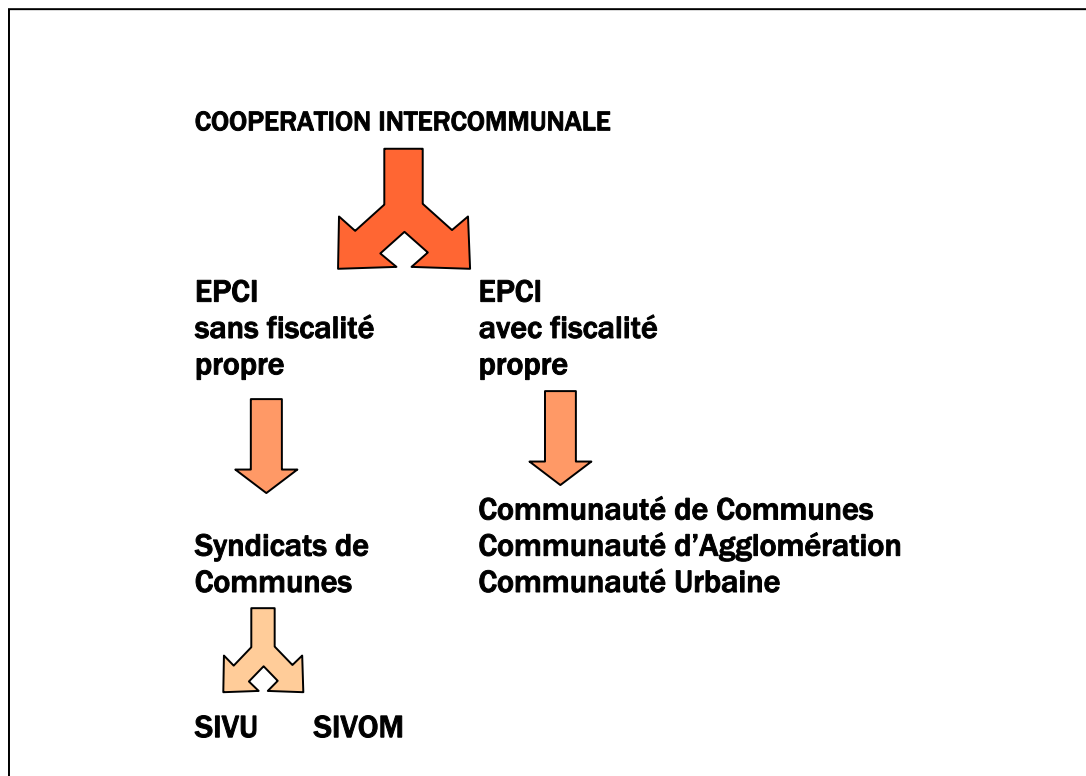 COOPERATION INTERCOMMUNALE
EPCI
sans fiscalité
propre
EPCI
avec fiscalité
propre
Syndicats de
Communes
Communauté de Communes
Communauté d'Agglomération
Communauté Urbaine
SIVU
SIVOM